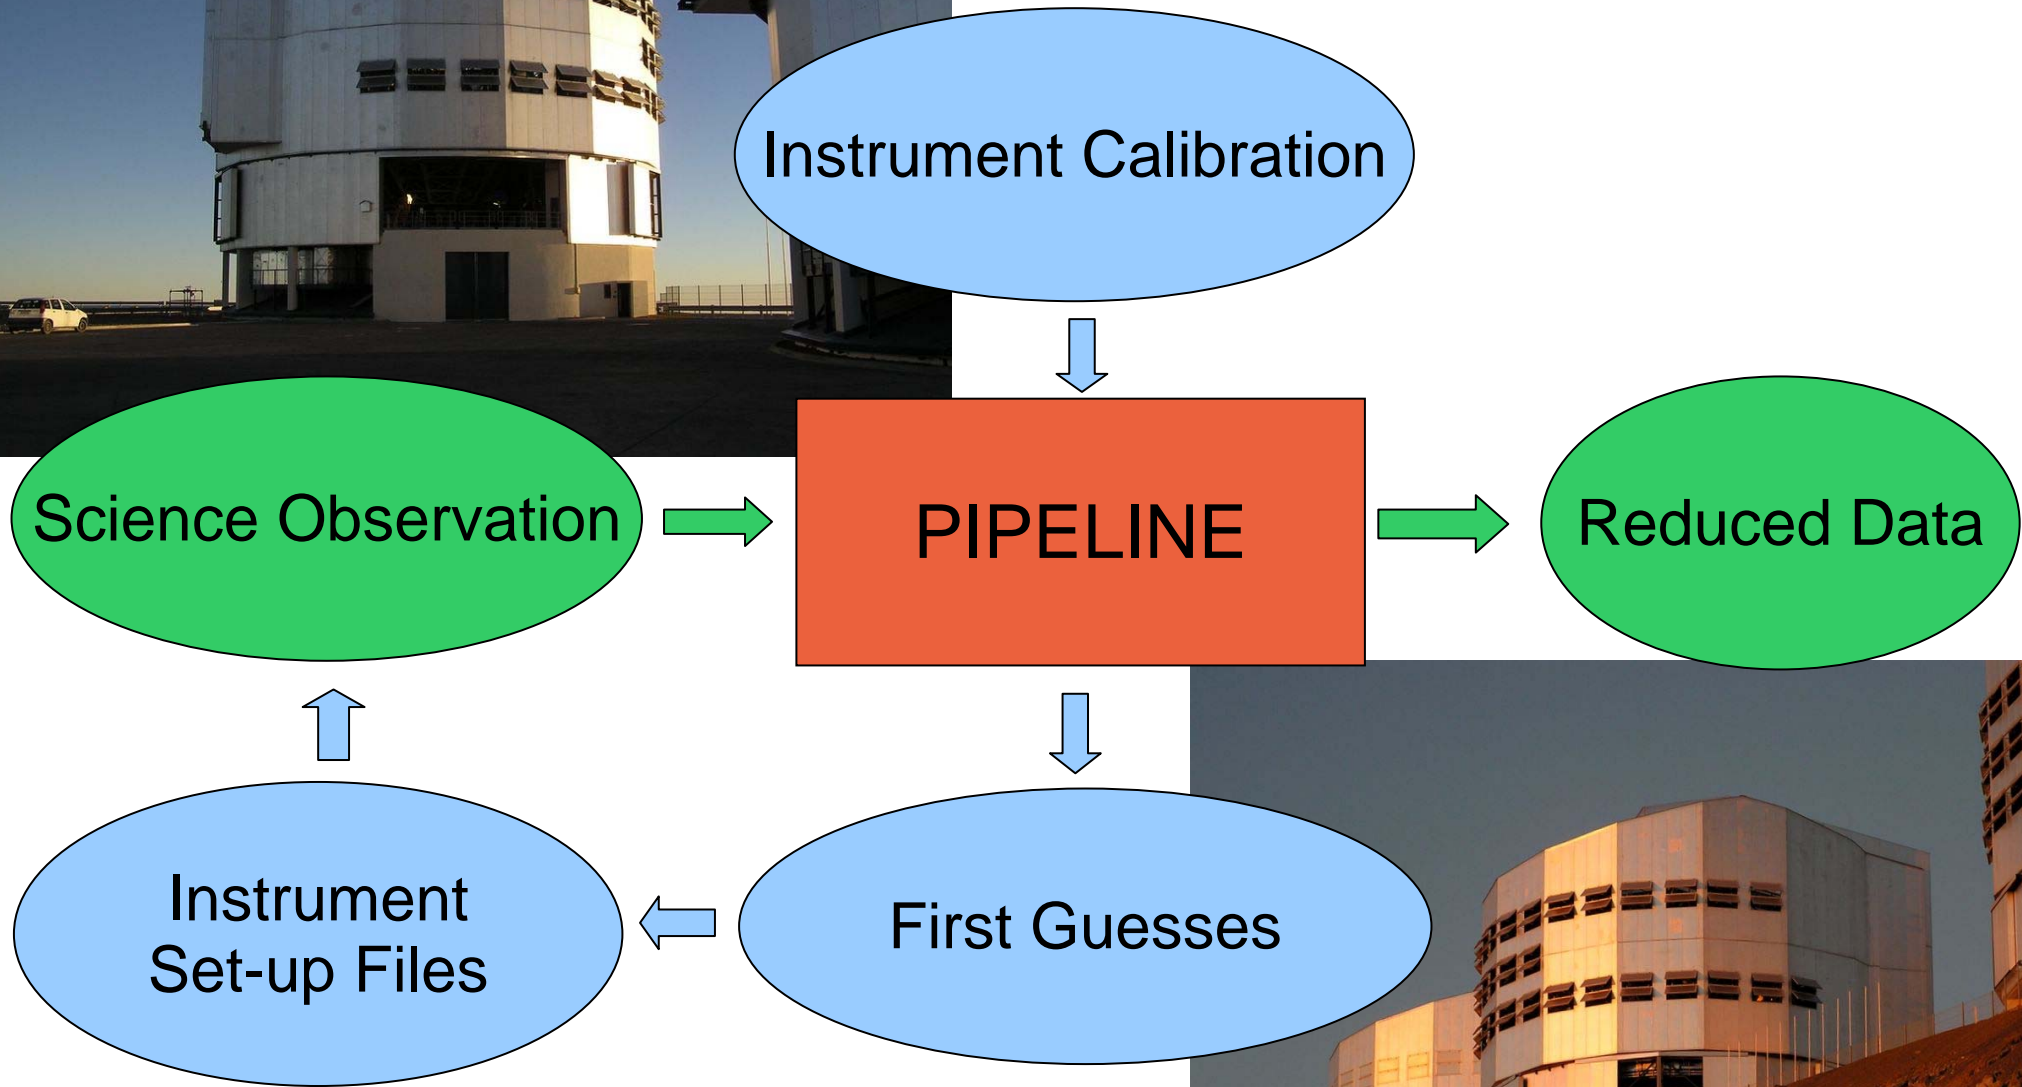 Instrument Calibration
Science Observation
PIPELINE
Reduced Data
Instrument
Set-up Files
First Guesses